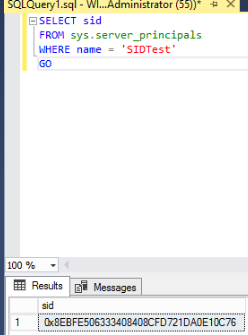 SQLQuery1.sql - WI...Administrator (55))*
SELECT sid
FROM sys.server_principals
WHERE name = 'SIDTest'
GO
100 %
Results Messages
sid
1 0x8EBFE506333408408CFD721DA0E10C76